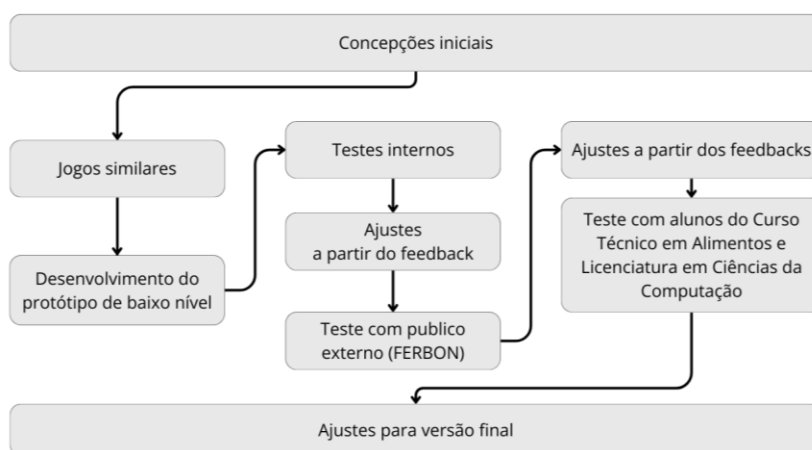 Concepções iniciais
Jogos similares
Desenvolvimento do
protótipo de baixo nível
Testes internos
Ajustes
a partir do feedback
Teste com publico
externo (FERBON)
Ajustes a partir dos feedbacks
Teste com alunos do Curso
Técnico em Alimentos e
Licenciatura em Ciências da
Computação
Ajustes para versão final